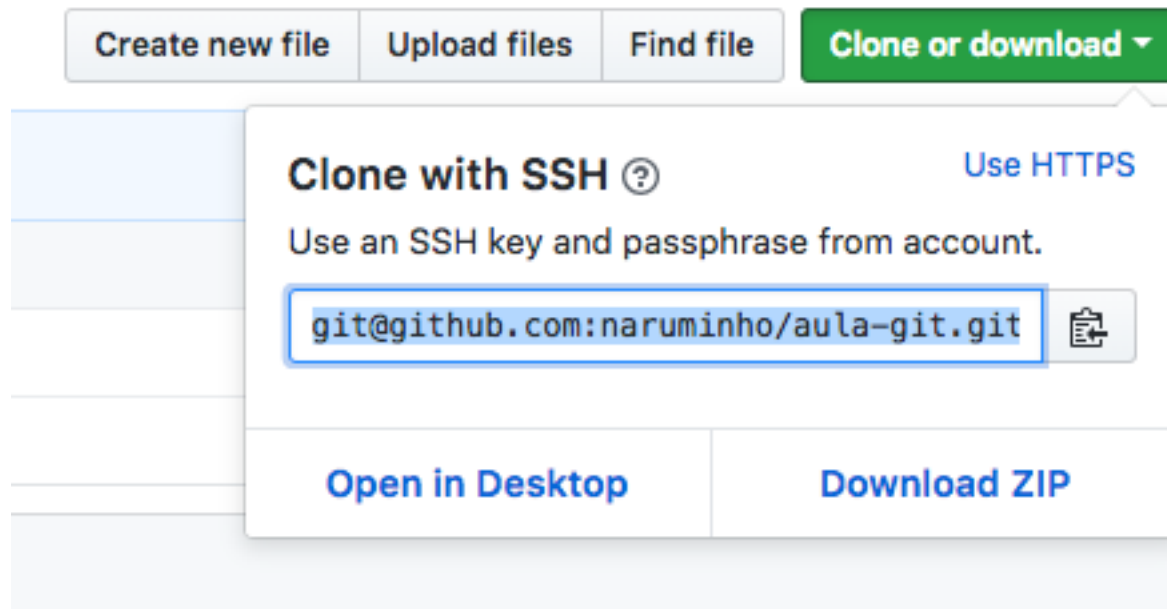 Create new file Upload files Find file Clone or download
Clone with SSH Use HTTPS
Use an SSH key and passphrase from account.
git@github.com:naruminho/aula-git.git
Open in Desktop Download ZIP